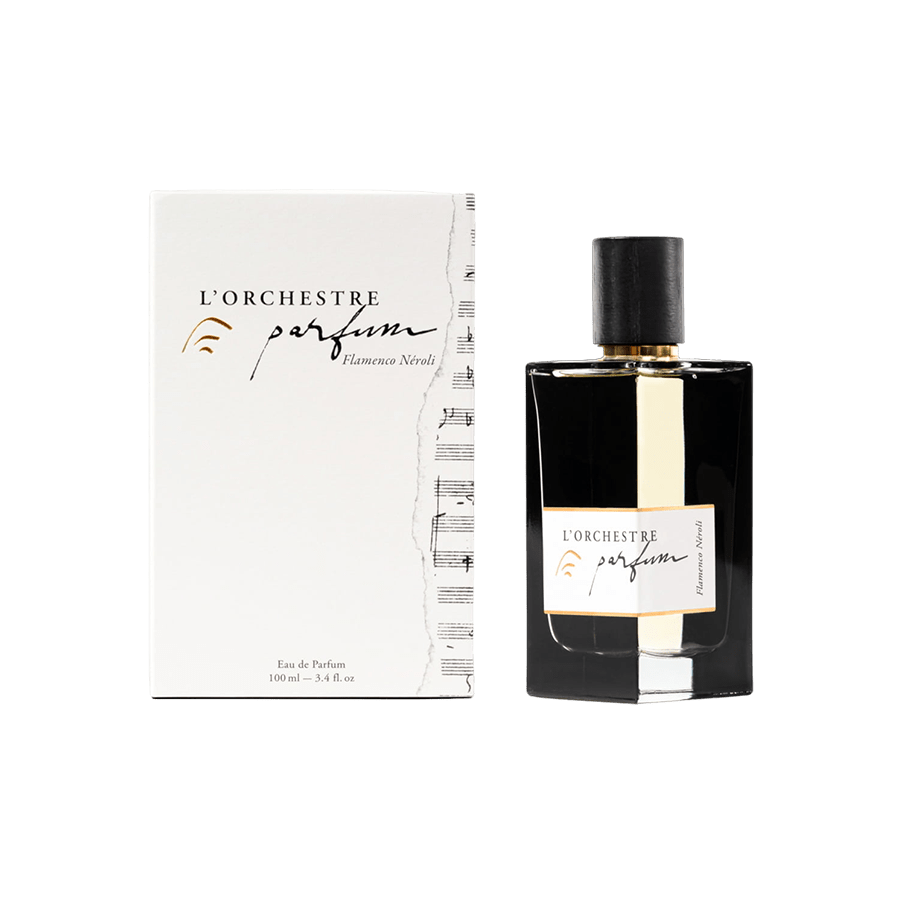 L'ORCHESTRE
parfum
Flamenco Néroli
Eau de Parfum
100 ml — 3.4 fl. oz
L'ORCHESTRE
parfum
Flamenco Néroli